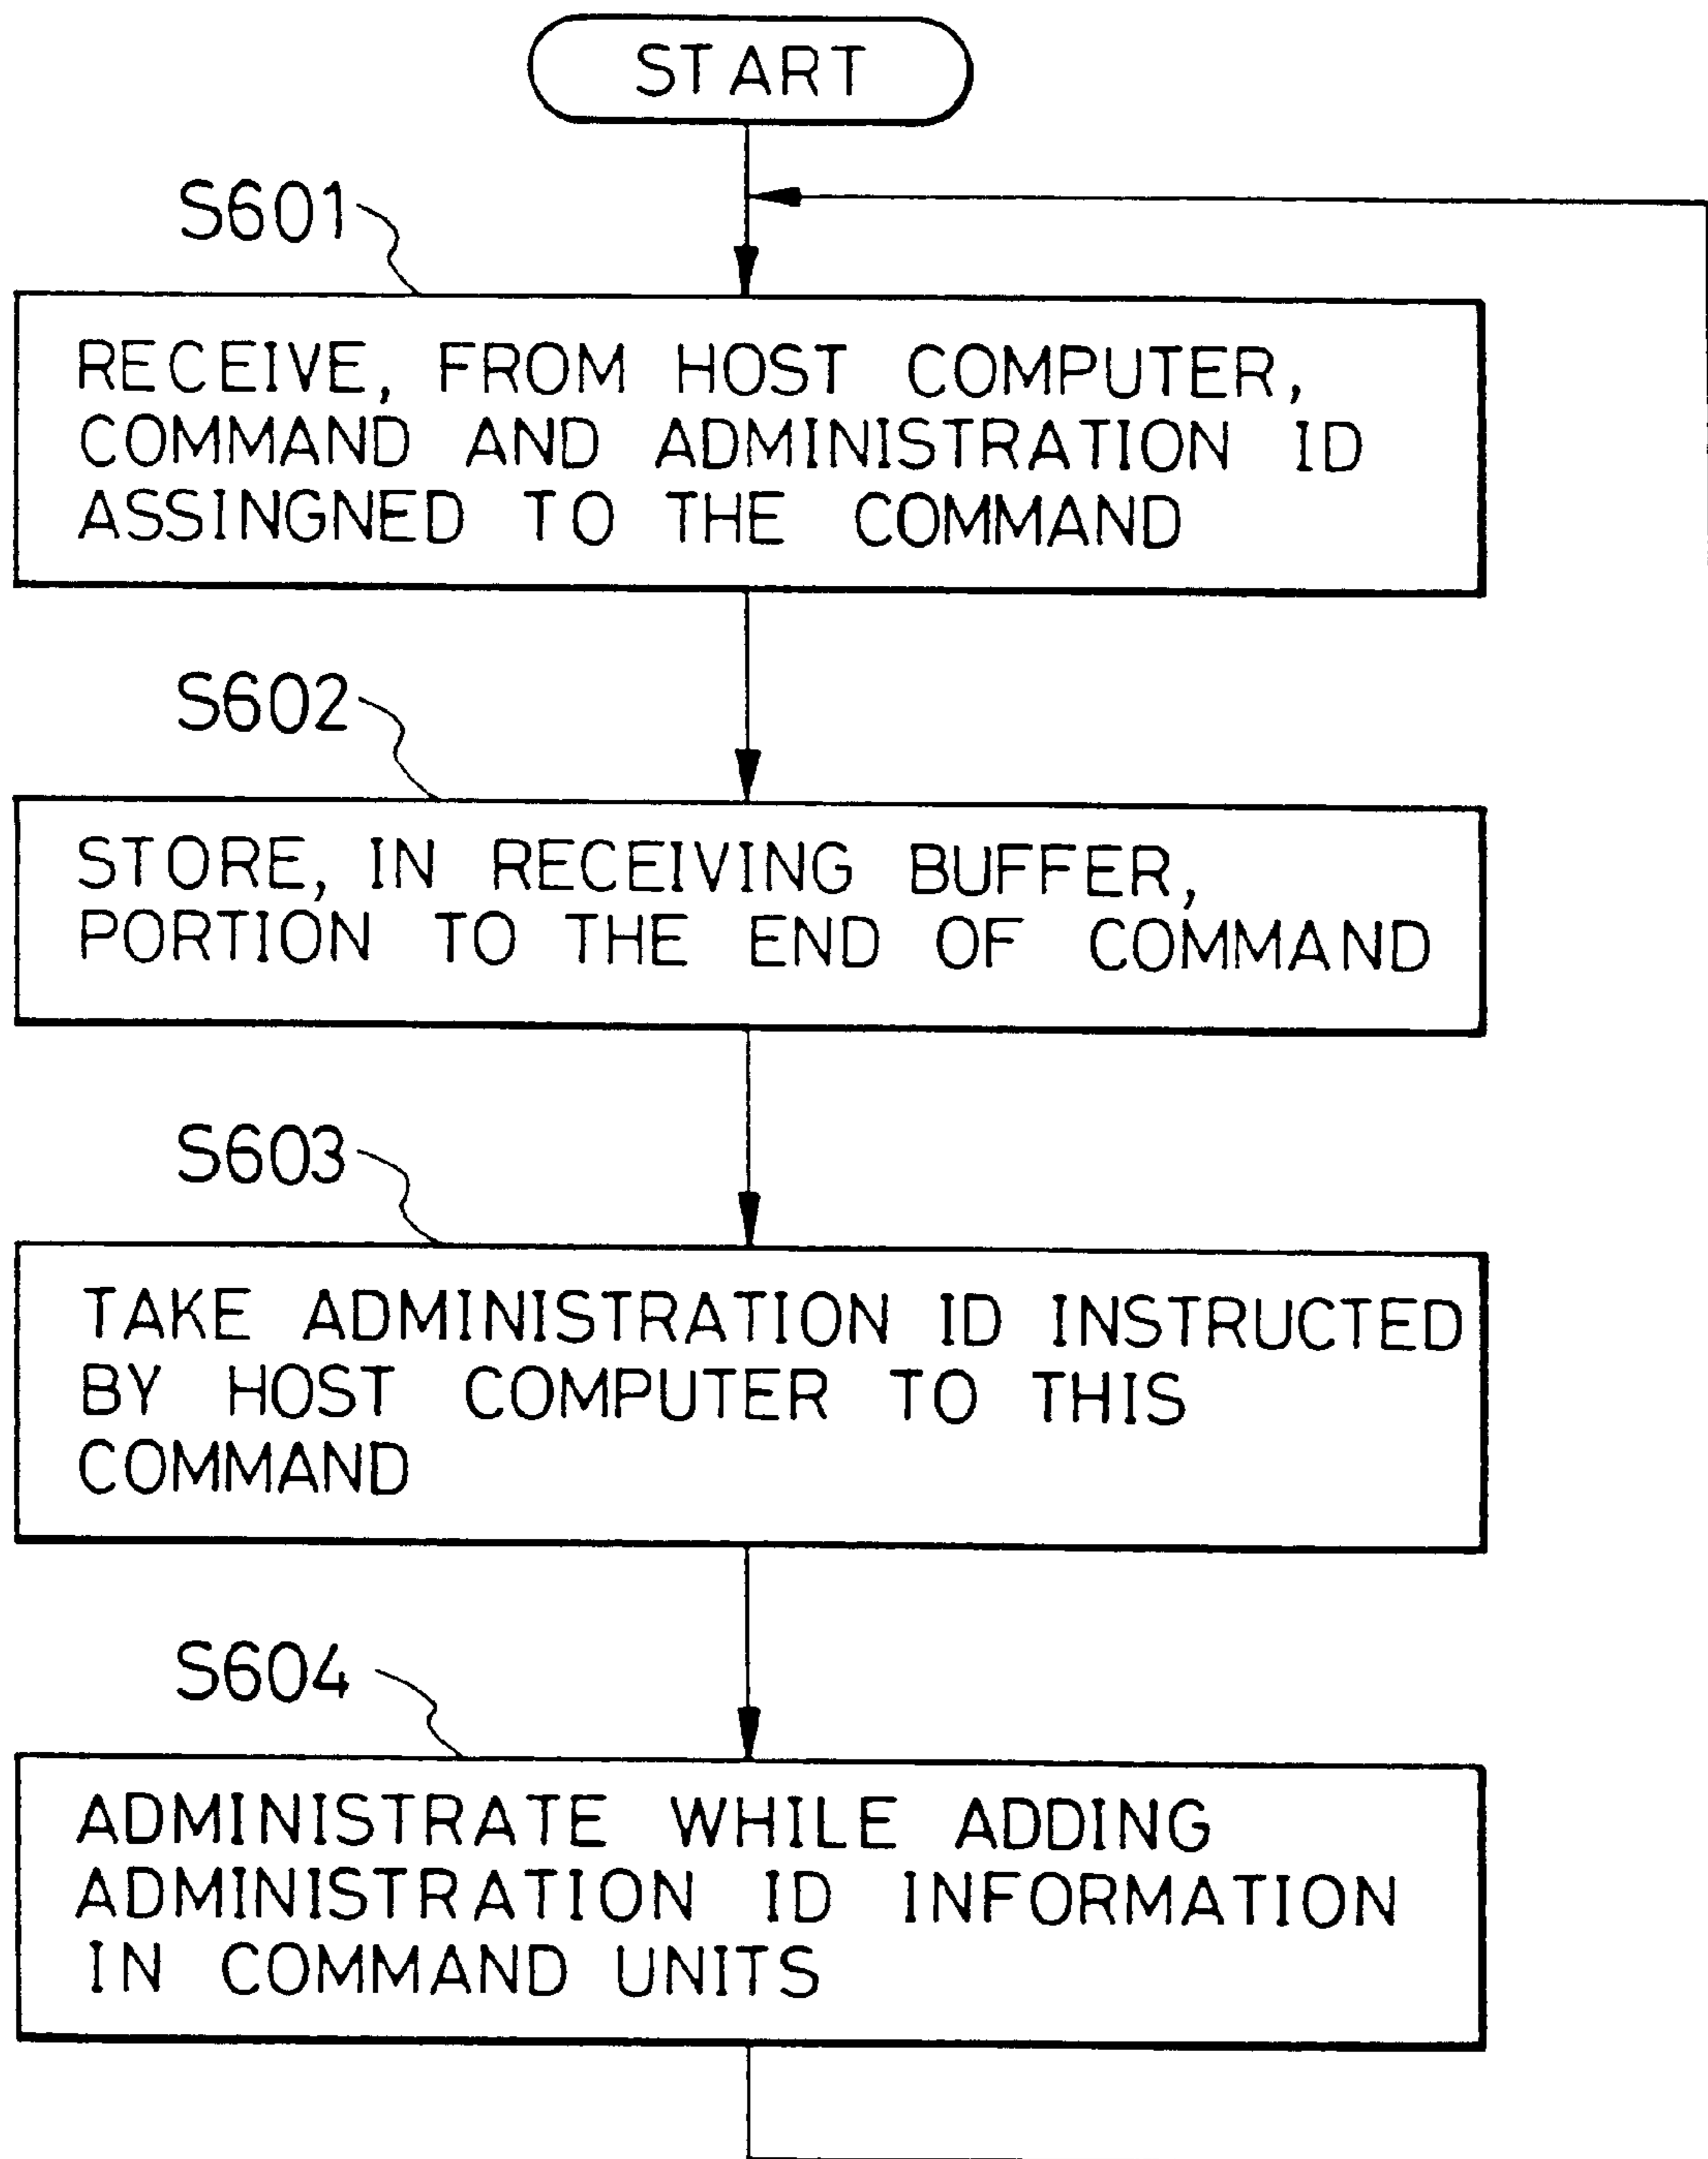 START
S601
RECEIVE, FROM HOST COMPUTER,
COMMAND AND ADMINISTRATION ID
ASSINGNED TO THE COMMAND
S602
STORE, IN RECEIVING BUFFER,
PORTION TO THE END OF COMMAND
S603
TAKE ADMINISTRATION ID INSTRUCTED
BY HOST COMPUTER TO THIS
COMMAND
S604
ADMINISTRATE WHILE ADDING
ADMINISTRATION ID INFORMATION
IN COMMAND UNITS